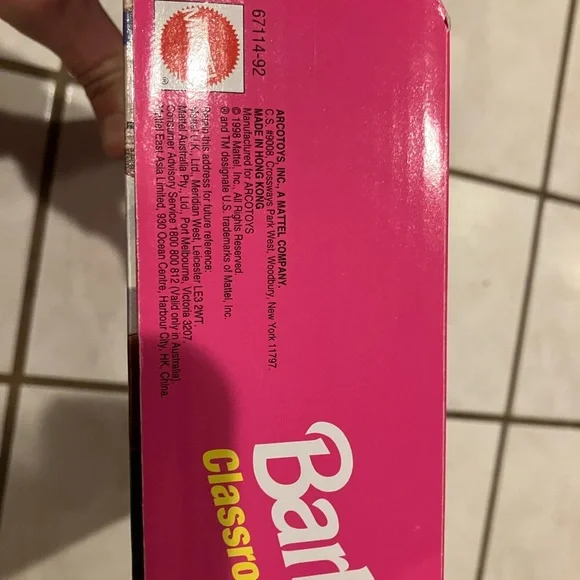 MATTEL
®
67114-92
ARCOTOYS, INC., A MATTEL COMPANY.
C.S. #9008, Crossways Park West, Woodbury, New York 11797.
MADE IN HONG KONG
Manufactured for ARCOTOYS
© 1998 Mattel, Inc., All Rights Reserved.
® and TM designate U.S. Trademarks of Mattel, Inc.
Retain this address for future reference:
Mattel U.K., Ltd., Meridian West, Leicester LE3 2WT.
Mattel Australia Pty., Ltd., Port Melbourne, Victoria 3207.
Consumer Advisory Service 1800 800 812 (Valid only in Australia).
Mattel East Asia Limited, 930 Ocean Centre, Harbour City, HK, China.
Bar
Classro